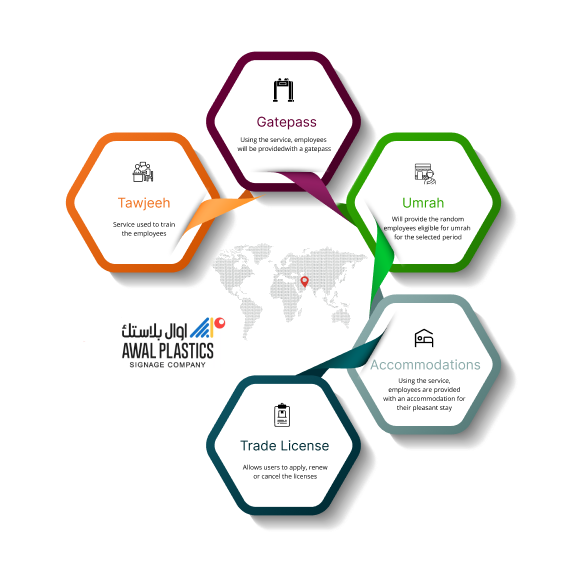 Gatepass
Using the service, employees
will be providedwith a gatepass
Tawjeeh
Service used to train
the employees
Umrah
Will provide the random
employees eligible for umrah
for the selected period
اوال بلاستك
AWAL PLASTICS
SIGNAGE COMPANY
Accommodations
Using the service,
employees are provided
with an accommodation for
their pleasant stay
Trade License
Allows users to apply, renew
or cancel the licenses